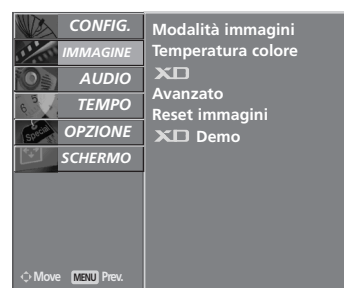 CONFIG.
IMMAGINE
AUDIO
TEMPO
OPZIONE
Special
SCHERMO
Modalità immagini
Temperatura colore
XD
Avanzato
Reset immagini
XD Demo
Move MENU Prev.